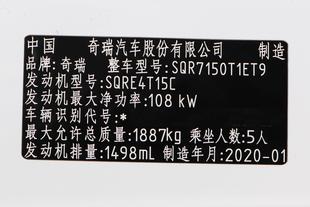 中国 奇瑞汽车股份有限公司 制造
品牌:奇瑞 整车型号:SQR7150T1ET9
发动机型号:SQRE4T15C
发动机最大净功率:108 kW
车辆识别代号:*
最大允许总质量:1887kg 乘坐人数:5人
发动机排量:1498mL 制造年月:2020-01